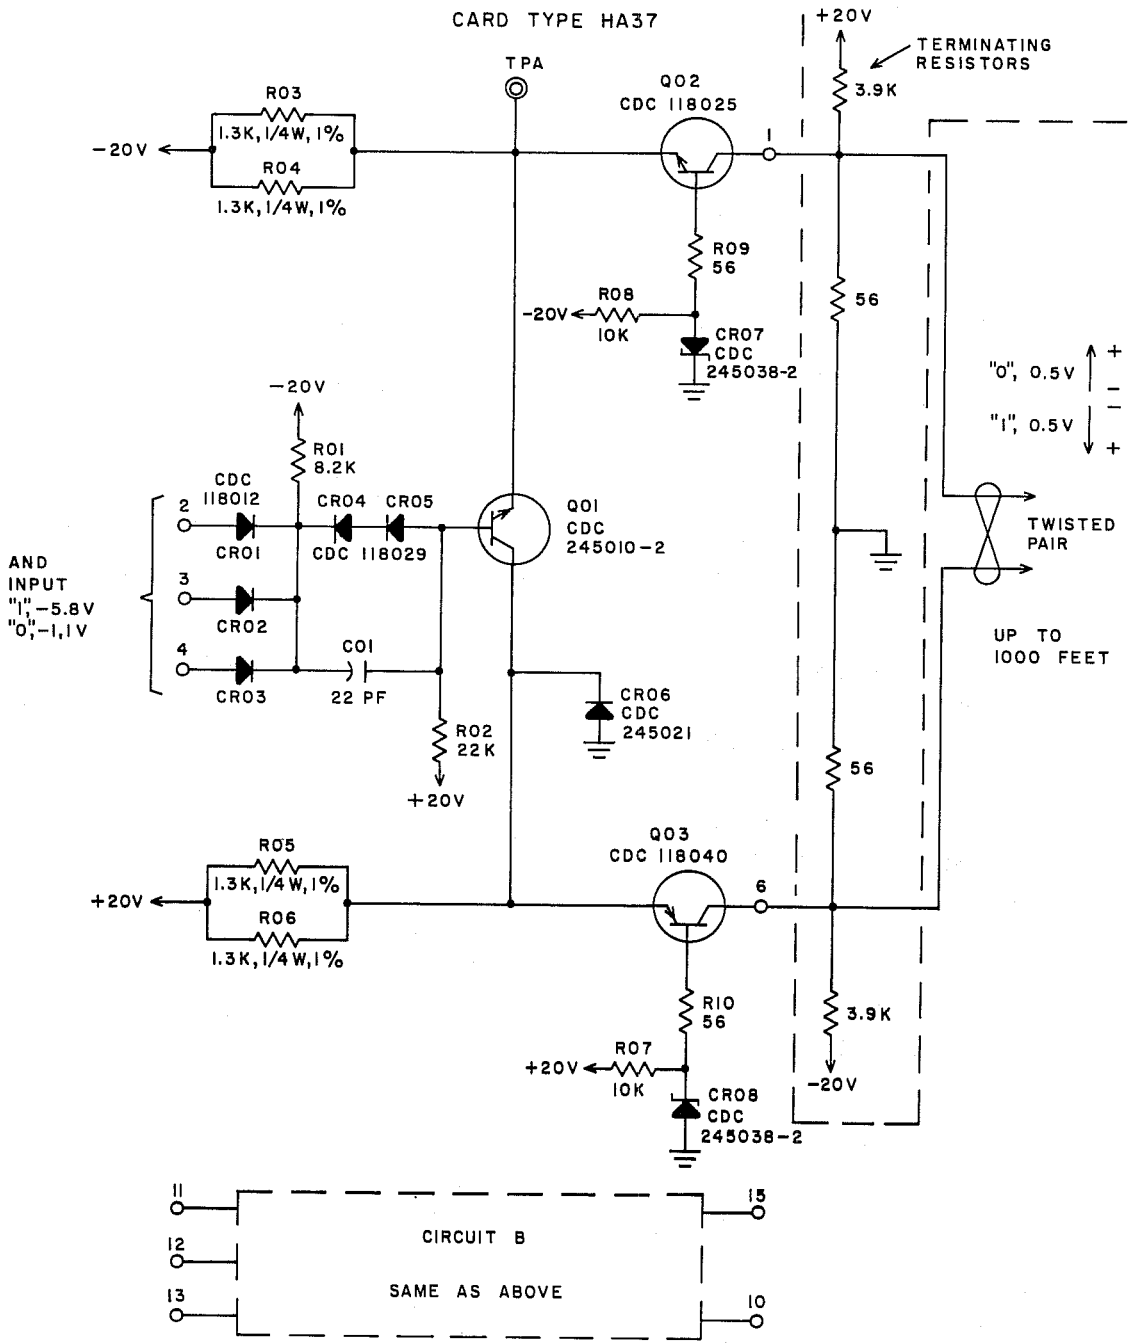 CARD TYPE HA37
+20V
TERMINATING
RESISTORS
3.9K
TPA
Q02
CDC 118025
1
R03
1.3K, 1/4W, 1%
-20V
R04
1.3K, 1/4W, 1%
R09
56
R08
-20V
10K
CR07
CDC
245038-2
56
"0", 0.5V
+
−
"1", 0.5V
−
+
-20V
R01
8.2K
CDC
118012
2
CR01
CR04
CR05
CDC
118029
Q01
CDC
245010-2
TWISTED
PAIR
AND
INPUT
"1",-5.8V
"0",-1,1V
3
CR02
4
CR03
C01
22 PF
UP TO
1000 FEET
CR06
CDC
245021
R02
22K
+20V
56
Q03
CDC 118040
6
R05
1.3K, 1/4W, 1%
+20V
R06
1.3K, 1/4W, 1%
R10
56
3.9K
R07
+20V
10K
-20V
CR08
CDC
245038-2
11
15
CIRCUIT B
12
SAME AS ABOVE
13
10